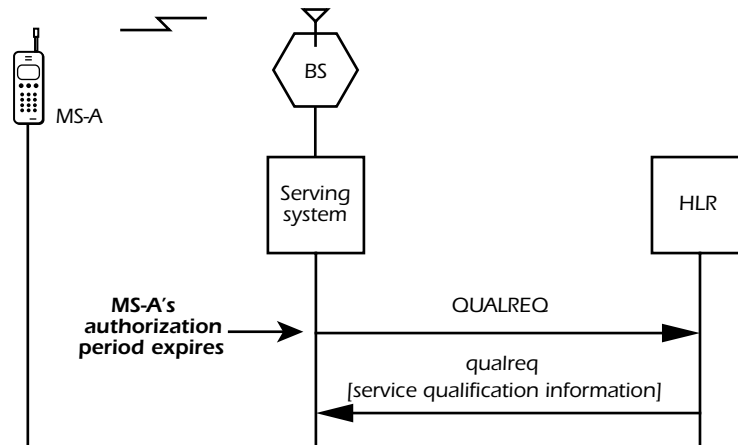 BS
MS-A
Serving
system
HLR
MS-A's
authorization
period expires
QUALREQ
qualreq
[service qualification information]